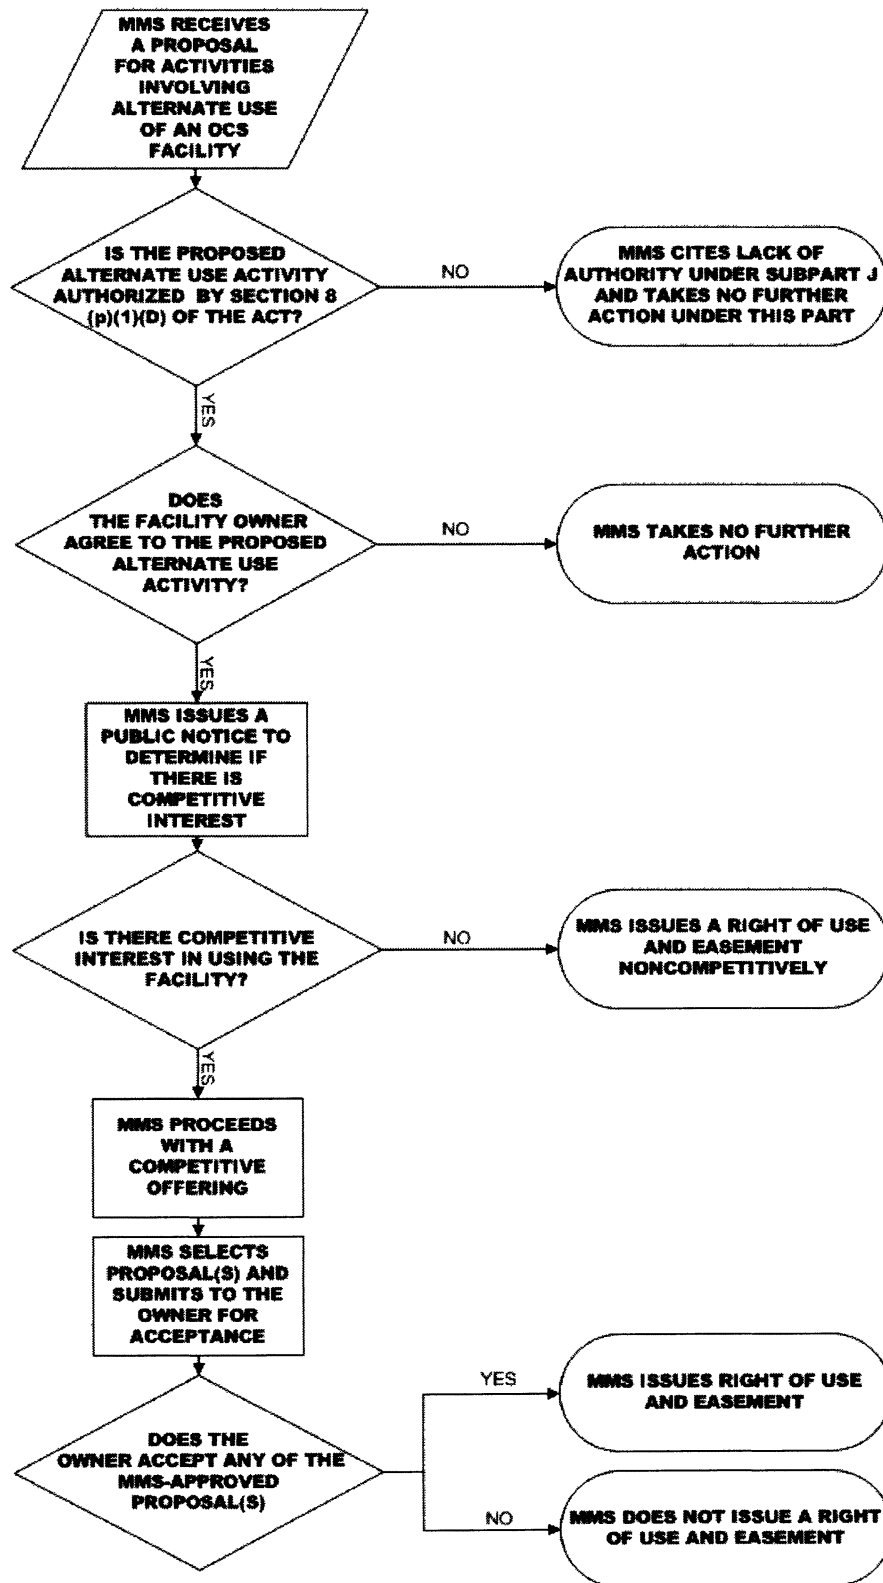 MMS RECEIVES
A PROPOSAL
FOR ACTIVITIES
INVOLVING
ALTERNATE USE
OF AN OCS
FACILITY
IS THE PROPOSED
ALTERNATE USE ACTIVITY
AUTHORIZED BY SECTION 8
(p)(1)(D) OF THE ACT?
NO
MMS CITES LACK OF
AUTHORITY UNDER SUBPART J
AND TAKES NO FURTHER
ACTION UNDER THIS PART
YES
DOES
THE FACILITY OWNER
AGREE TO THE PROPOSED
ALTERNATE USE
ACTIVITY?
NO
MMS TAKES NO FURTHER
ACTION
YES
MMS ISSUES A
PUBLIC NOTICE TO
DETERMINE IF
THERE IS
COMPETITIVE
INTEREST
IS THERE COMPETITIVE
INTEREST IN USING THE
FACILITY?
NO
MMS ISSUES A RIGHT OF USE
AND EASEMENT
NONCOMPETITIVELY
YES
MMS PROCEEDS
WITH A
COMPETITIVE
OFFERING
MMS SELECTS
PROPOSAL(S) AND
SUBMITS TO THE
OWNER FOR
ACCEPTANCE
DOES THE
OWNER ACCEPT ANY OF THE
MMS-APPROVED
PROPOSAL(S)
YES
MMS ISSUES RIGHT OF USE
AND EASEMENT
NO
MMS DOES NOT ISSUE A RIGHT
OF USE AND EASEMENT